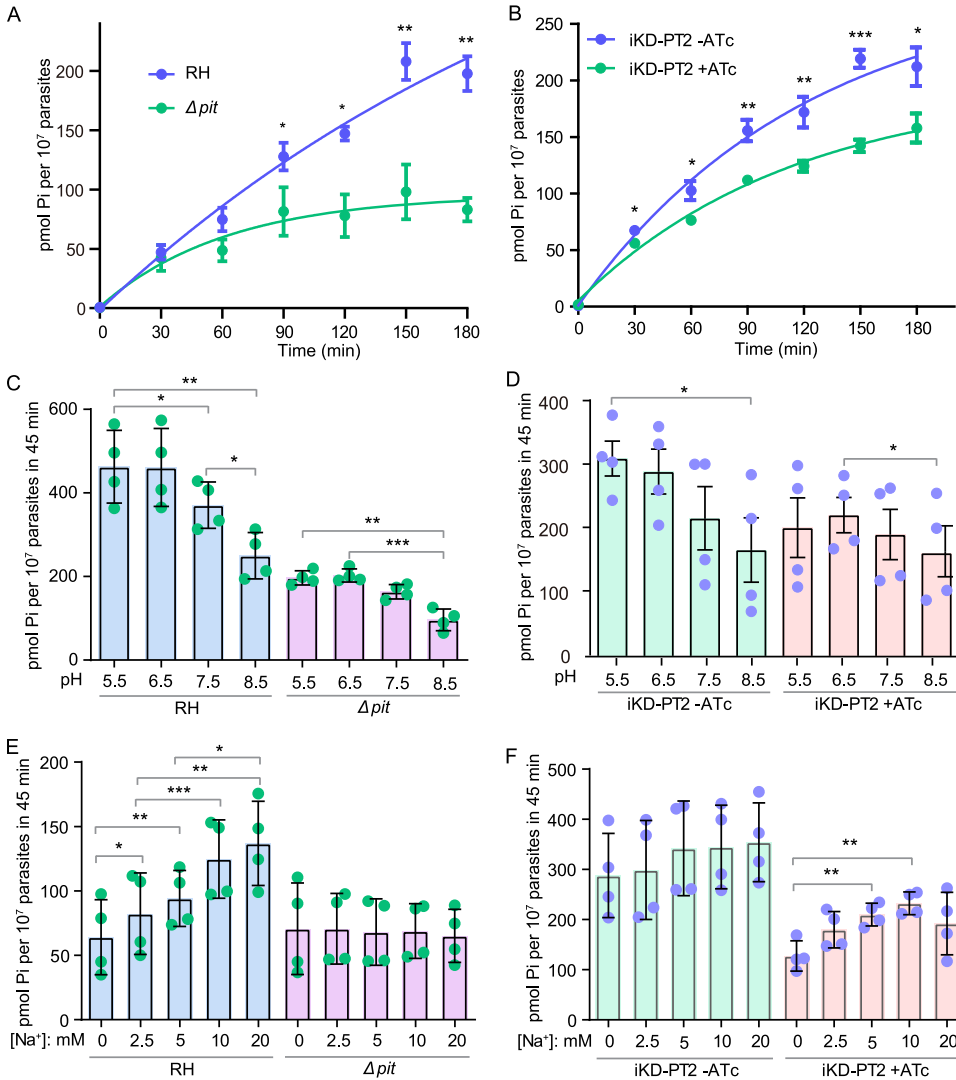 A
pmol Pi per 10⁷ parasites
200
150
100
50
0
RH
Δpit
*
*
**
**
0 30 60 90 120 150 180
Time (min)
B
pmol Pi per 10⁷ parasites
250
200
150
100
50
0
iKD-PT2 -ATc
iKD-PT2 +ATc
*
*
**
**
***
*
0 30 60 90 120 150 180
Time (min)
C
pmol Pi per 10⁷ parasites in 45 min
600
400
200
0
**
*
*
**
***
pH 5.5 6.5 7.5 8.5 5.5 6.5 7.5 8.5
RH Δpit
D
pmol Pi per 10⁷ parasites in 45 min
400
300
200
100
0
*
*
pH 5.5 6.5 7.5 8.5 5.5 6.5 7.5 8.5
iKD-PT2 -ATc iKD-PT2 +ATc
E
pmol Pi per 10⁷ parasites in 45 min
200
150
100
50
0
*
**
***
**
*
[Na⁺]: mM 0 2.5 5 10 20 0 2.5 5 10 20
RH Δpit
F
pmol Pi per 10⁷ parasites in 45 min
500
400
300
200
100
0
**
**
[Na⁺]: mM 0 2.5 5 10 20 0 2.5 5 10 20
iKD-PT2 -ATc iKD-PT2 +ATc